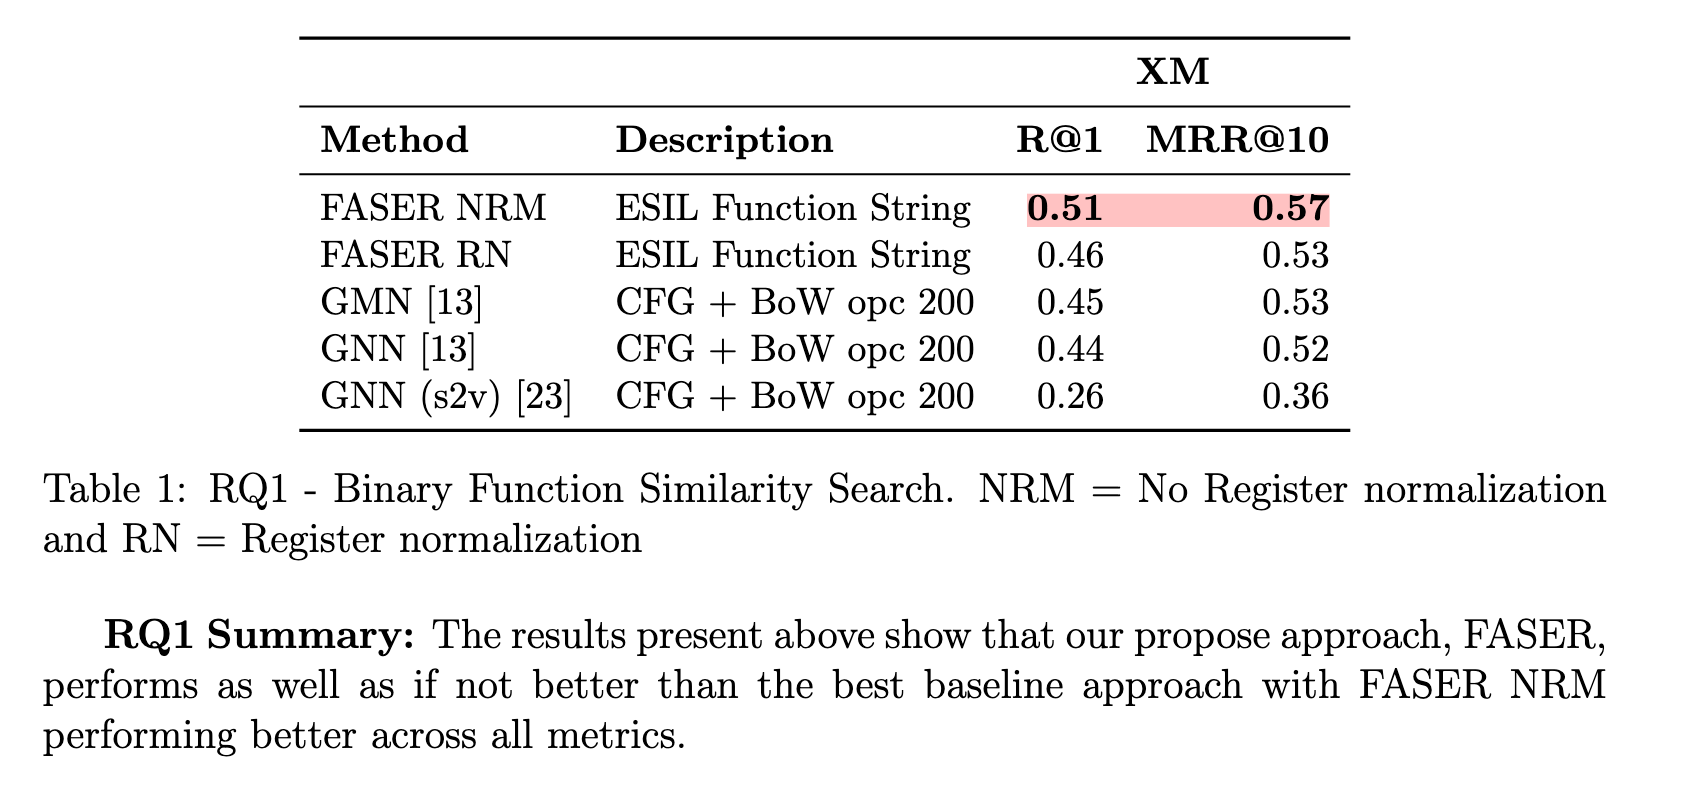 XM
Method Description R@1 MRR@10
FASER NRM ESIL Function String 0.51 0.57
FASER RN ESIL Function String 0.46 0.53
GMN [13] CFG + BoW opc 200 0.45 0.53
GNN [13] CFG + BoW opc 200 0.44 0.52
GNN (s2v) [23] CFG + BoW opc 200 0.26 0.36
Table 1: RQ1 - Binary Function Similarity Search. NRM = No Register normalization
and RN = Register normalization
RQ1 Summary: The results present above show that our propose approach, FASER,
performs as well as if not better than the best baseline approach with FASER NRM
performing better across all metrics.